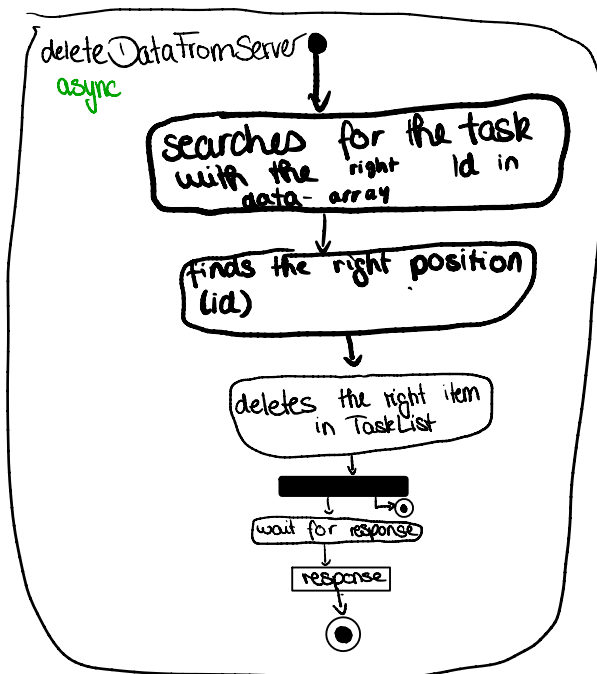 deleteDataFromServer
async
searches for the task
with the right Id in
data-array
finds the right position
(id)
deletes the right item
in TaskList
wait for response
response